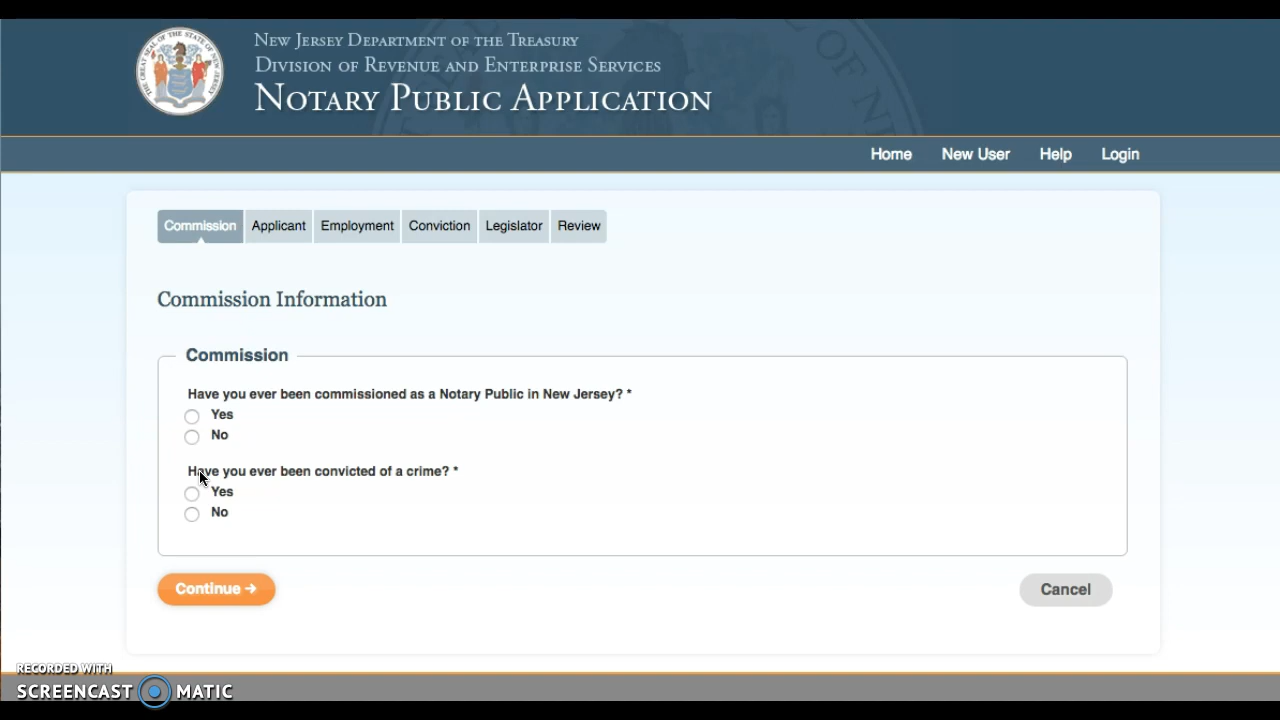 New Jersey Department of the Treasury
Division of Revenue and Enterprise Services
Notary Public Application
Home New User Help Login
Commission Applicant Employment Conviction Legislator Review
Commission Information
Commission
Have you ever been commissioned as a Notary Public in New Jersey? *
Yes
No
Have you ever been convicted of a crime? *
Yes
No
Continue →
Cancel
RECORDED WITH
SCREENCAST MATIC